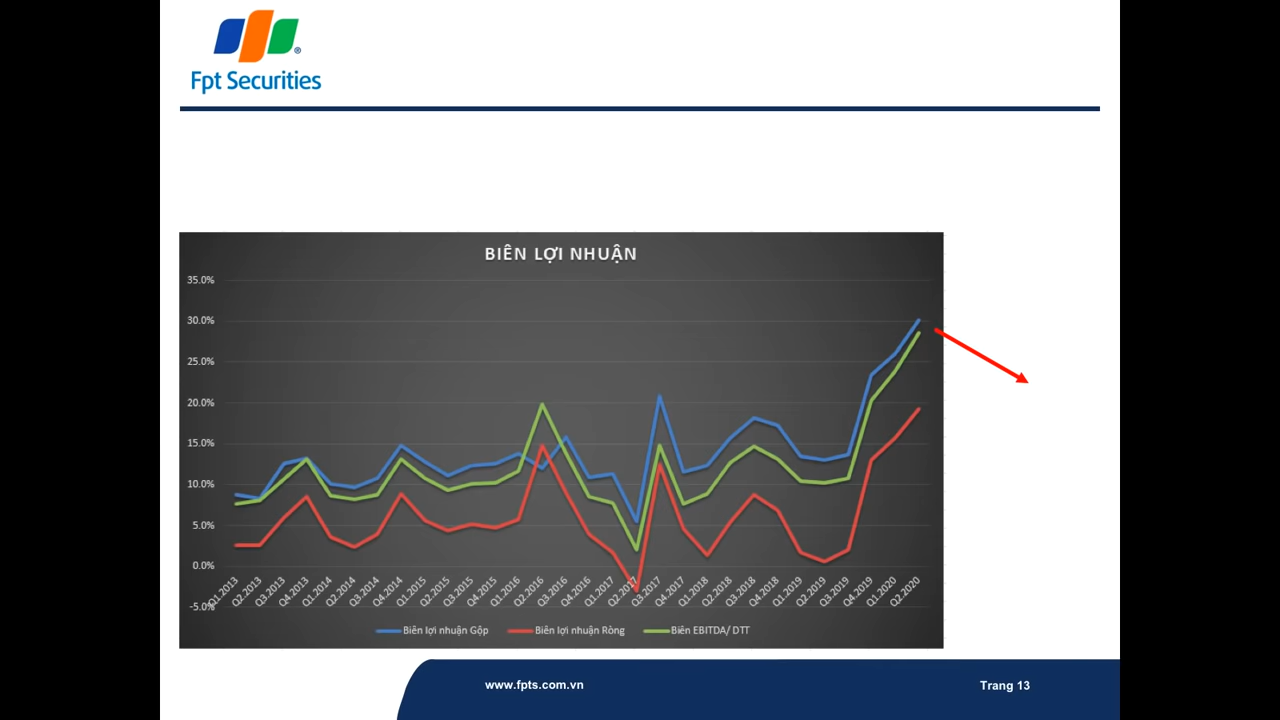 Fpt Securities
BIÊN LỢI NHUẬN
35.0%
30.0%
25.0%
20.0%
15.0%
10.0%
5.0%
0.0%
-5.0%
Q1.2013 Q2.2013 Q3.2013 Q4.2013 Q1.2014 Q2.2014 Q3.2014 Q4.2014 Q1.2015 Q2.2015 Q3.2015 Q4.2015 Q1.2016 Q2.2016 Q3.2016 Q4.2016 Q1.2017 Q2.2017 Q3.2017 Q4.2017 Q1.2018 Q2.2018 Q3.2018 Q4.2018 Q1.2019 Q2.2019 Q3.2019 Q4.2019 Q1.2020 Q2.2020
Biên lợi nhuận Gộp Biên lợi nhuận Ròng Biên EBITDA/ DTT
www.fpts.com.vn Trang 13